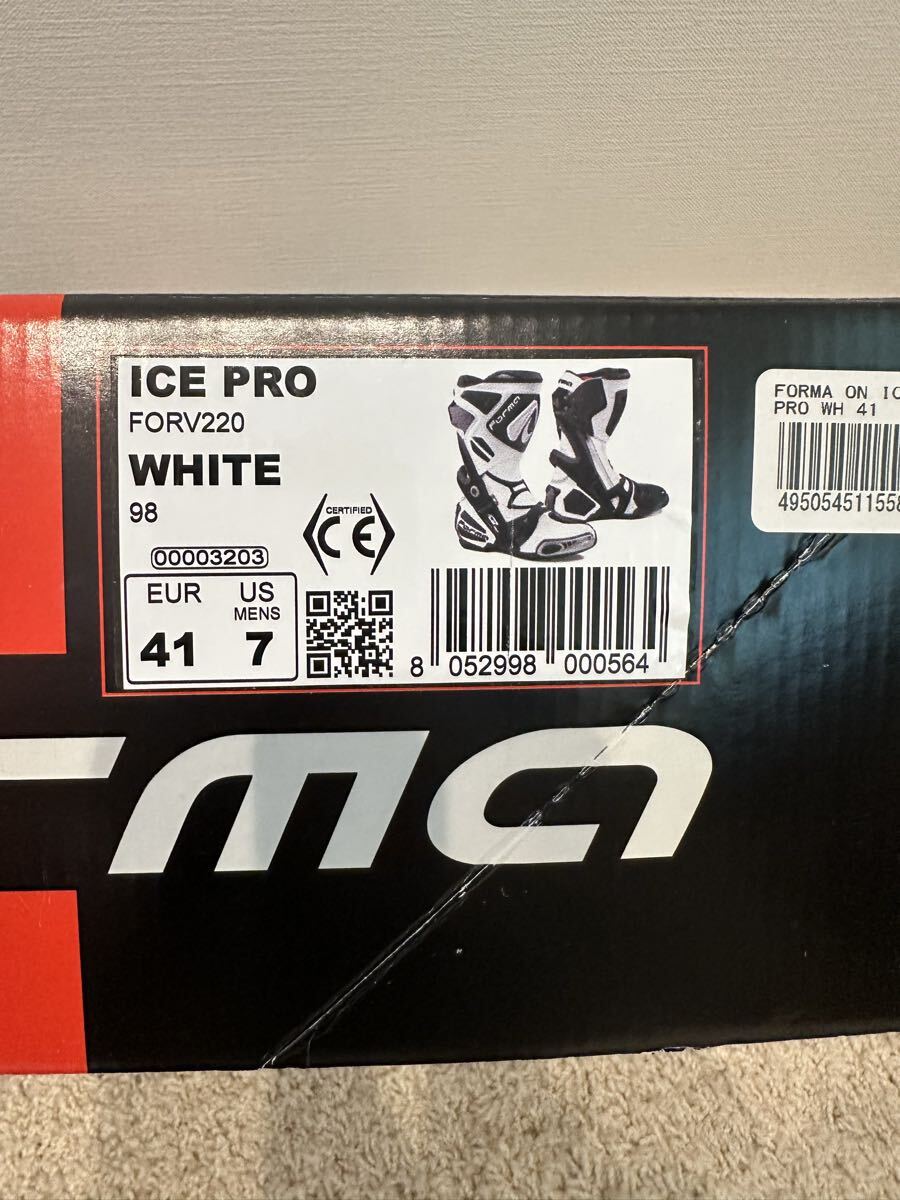 ICE PRO
FORV220
WHITE
98
CERTIFIED
CE
00003203
EUR US
MENS
41 7
Forma
8 052998 000564
FORMA ON IC
PRO WH 41
495054511558
rma